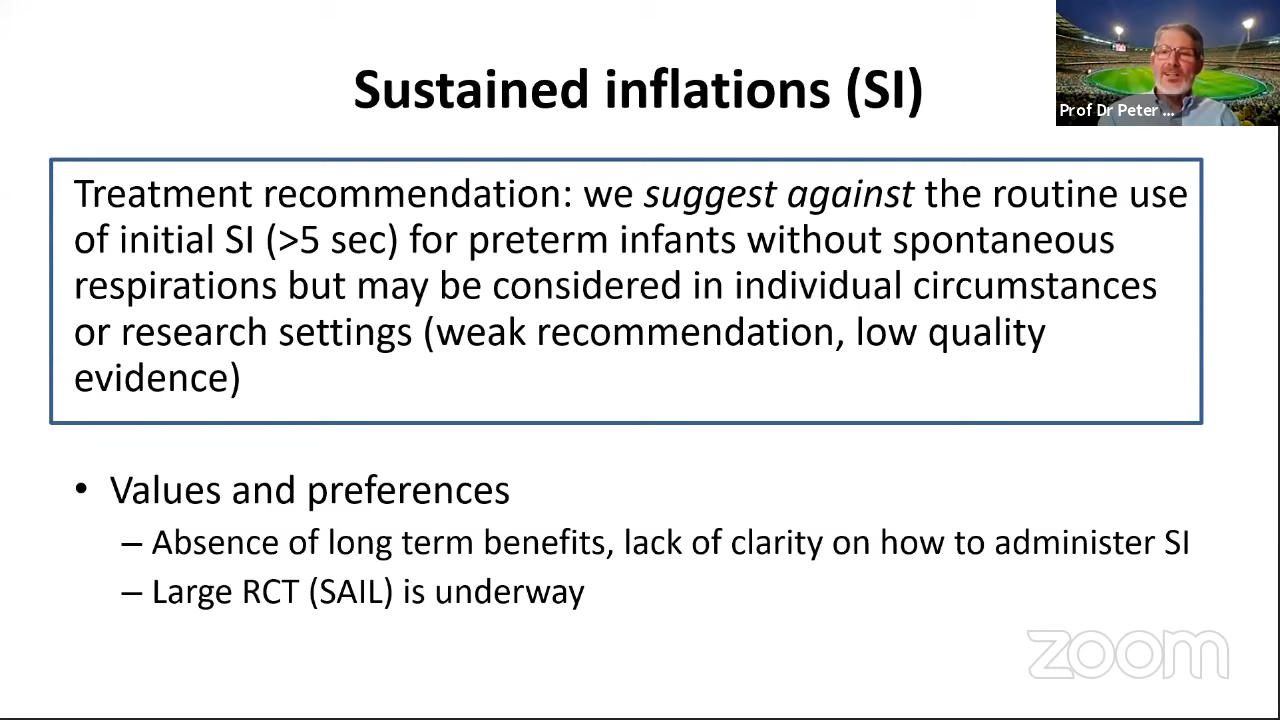 Sustained inflations (SI)
Prof Dr Peter ...
Treatment recommendation: we suggest against the routine use
of initial SI (>5 sec) for preterm infants without spontaneous
respirations but may be considered in individual circumstances
or research settings (weak recommendation, low quality
evidence)
• Values and preferences
– Absence of long term benefits, lack of clarity on how to administer SI
– Large RCT (SAIL) is underway
zoom